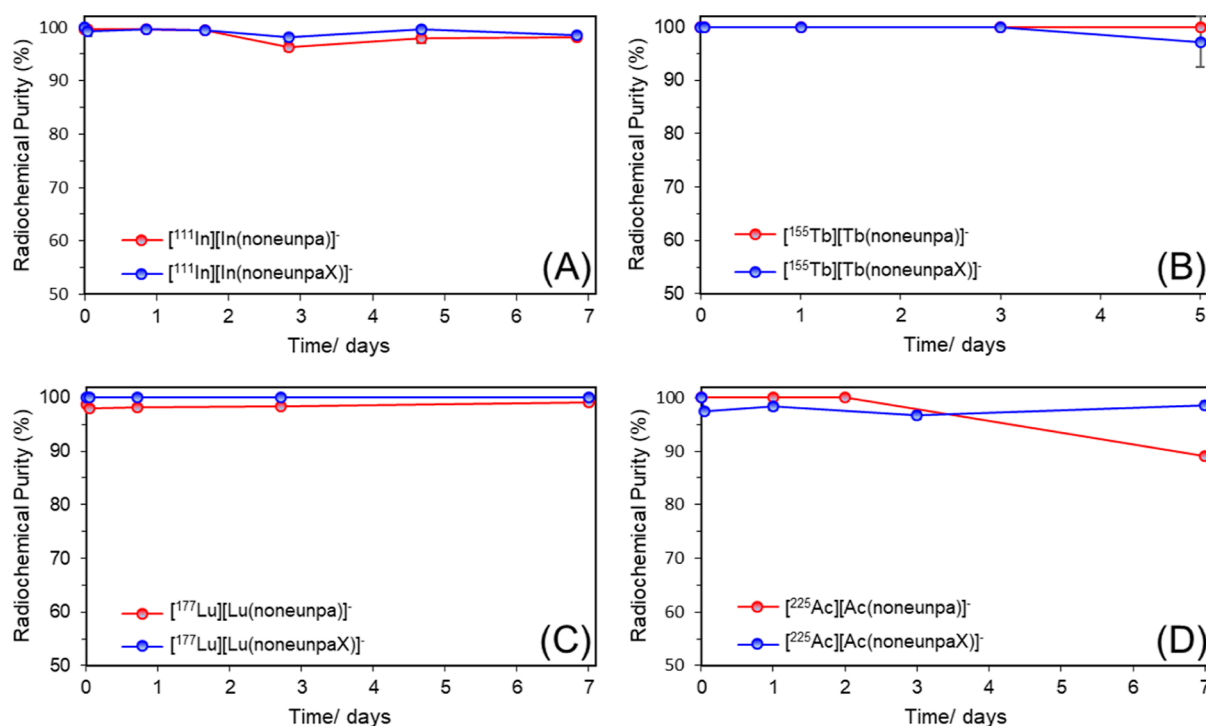 Radiochemical Purity (%)
100
90
80
70
60
50
[¹¹¹In][In(noneunpa)]⁻
[¹¹¹In][In(noneunpaX)]⁻
(A)
0 1 2 3 4 5 6 7
Time/ days
Radiochemical Purity (%)
100
90
80
70
60
50
[¹⁵⁵Tb][Tb(noneunpa)]⁻
[¹⁵⁵Tb][Tb(noneunpaX)]⁻
(B)
0 1 3 5
Time/ days
Radiochemical Purity (%)
100
90
80
70
60
50
[¹⁷⁷Lu][Lu(noneunpa)]⁻
[¹⁷⁷Lu][Lu(noneunpaX)]⁻
(C)
0 1 2 3 4 5 6 7
Time/ days
Radiochemical Purity (%)
100
90
80
70
60
50
[²²⁵Ac][Ac(noneunpa)]⁻
[²²⁵Ac][Ac(noneunpaX)]⁻
(D)
0 1 2 3 4 5 6 7
Time/ days